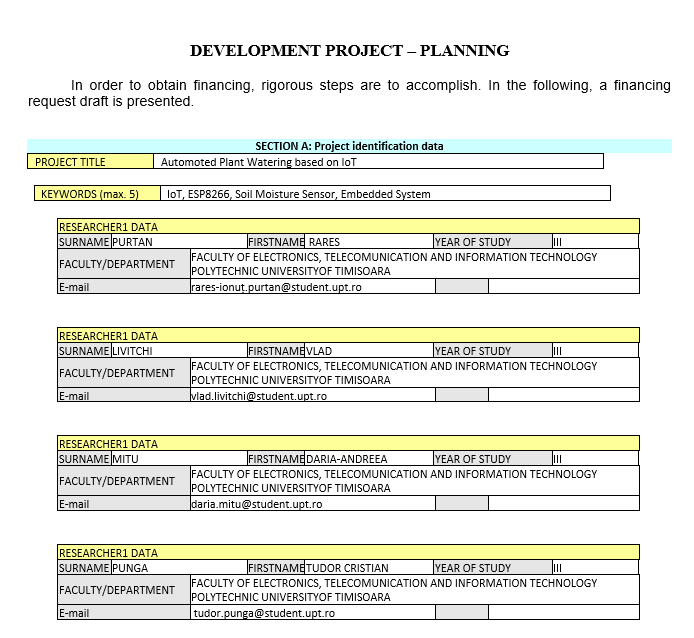 DEVELOPMENT PROJECT – PLANNING
In order to obtain financing, rigorous steps are to accomplish. In the following, a financing
request draft is presented.
SECTION A: Project identification data
PROJECT TITLE Automoted Plant Watering based on IoT
KEYWORDS (max. 5) IoT, ESP8266, Soil Moisture Sensor, Embedded System
RESEARCHER1 DATA
SURNAME PURTAN FIRSTNAME RARES YEAR OF STUDY III
FACULTY/DEPARTMENT FACULTY OF ELECTRONICS, TELECOMMUNICATION AND INFORMATION TECHNOLOGY
POLYTECHNIC UNIVERSITYOF TIMISOARA
E-mail rares-ionut.purtan@student.upt.ro
RESEARCHER1 DATA
SURNAME LIVITCHI FIRSTNAME VLAD YEAR OF STUDY III
FACULTY/DEPARTMENT FACULTY OF ELECTRONICS, TELECOMMUNICATION AND INFORMATION TECHNOLOGY
POLYTECHNIC UNIVERSITYOF TIMISOARA
E-mail vlad.livitchi@student.upt.ro
RESEARCHER1 DATA
SURNAME MITU FIRSTNAME DARIA-ANDREEA YEAR OF STUDY III
FACULTY/DEPARTMENT FACULTY OF ELECTRONICS, TELECOMMUNICATION AND INFORMATION TECHNOLOGY
POLYTECHNIC UNIVERSITYOF TIMISOARA
E-mail daria.mitu@student.upt.ro
RESEARCHER1 DATA
SURNAME PUNGA FIRSTNAME TUDOR CRISTIAN YEAR OF STUDY III
FACULTY/DEPARTMENT FACULTY OF ELECTRONICS, TELECOMMUNICATION AND INFORMATION TECHNOLOGY
POLYTECHNIC UNIVERSITYOF TIMISOARA
E-mail tudor.punga@student.upt.ro